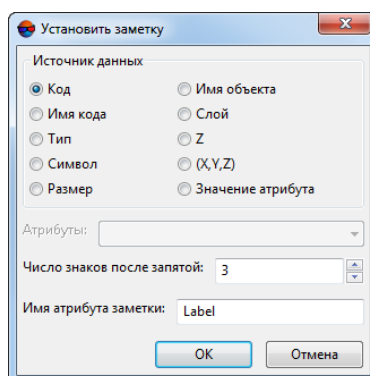 Установить заметку
Источник данных
Код
Имя объекта
Имя кода
Слой
Тип
Z
Символ
(X,Y,Z)
Размер
Значение атрибута
Атрибуты:
Число знаков после запятой: 3
Имя атрибута заметки: Label
ОК Отмена